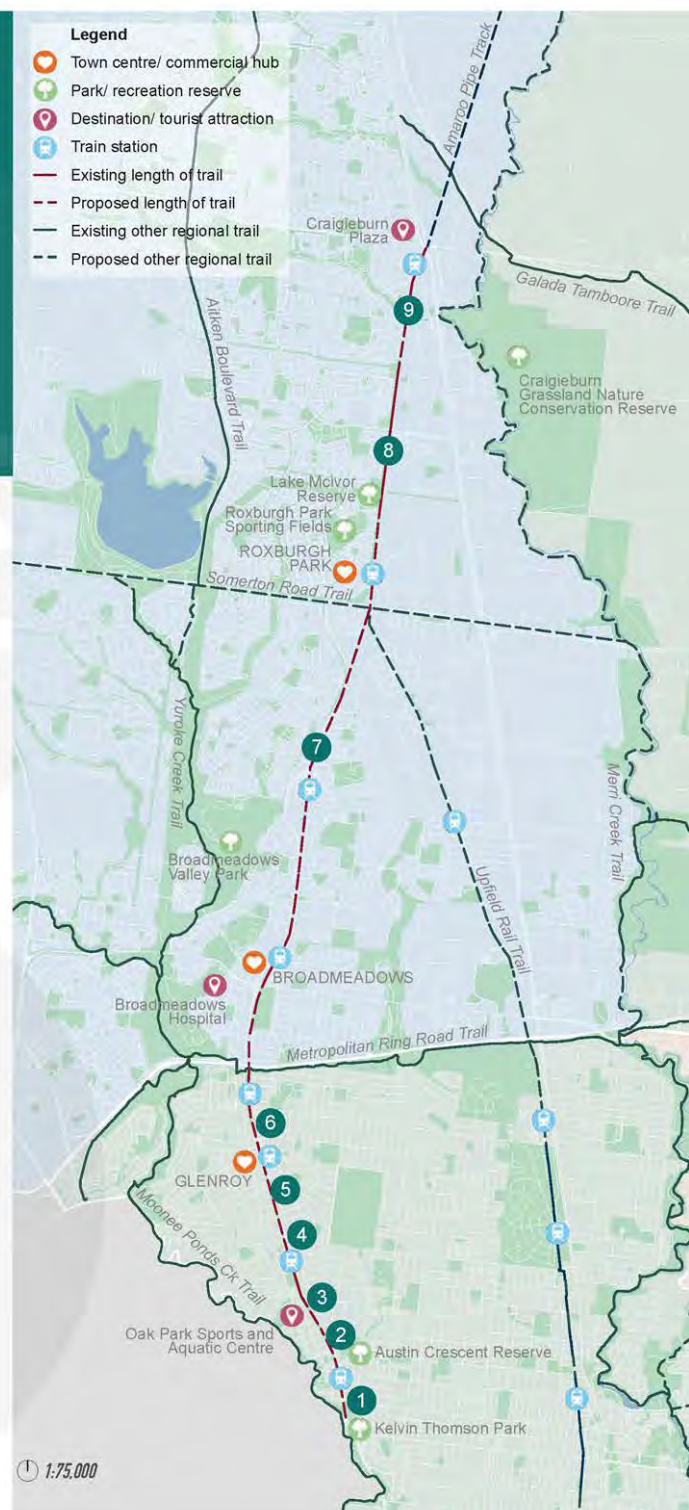 Legend
Town centre/ commercial hub
Park/ recreation reserve
Destination/ tourist attraction
Train station
Existing length of trail
Proposed length of trail
Existing other regional trail
Proposed other regional trail
Amaroo Pipe Track
Craigieburn
Plaza
9
Galada Tamboore Trail
Aitken Boulevard Trail
Craigieburn
Grassland Nature
Conservation Reserve
8
Lake McIvor
Reserve
Roxburgh Park
Sporting Fields
ROXBURGH
PARK
Somerton Road Trail
Yuroke Creek Trail
7
Merri Creek Trail
Broadmeadows
Valley Park
Upfield Rail Trail
BROADMEADOWS
Broadmeadows
Hospital
Metropolitan Ring Road Trail
6
GLENROY
5
Moonee Ponds Ck Trail
4
3
Oak Park Sports and
Aquatic Centre
2
Austin Crescent Reserve
1
Kelvin Thomson Park
1:75,000